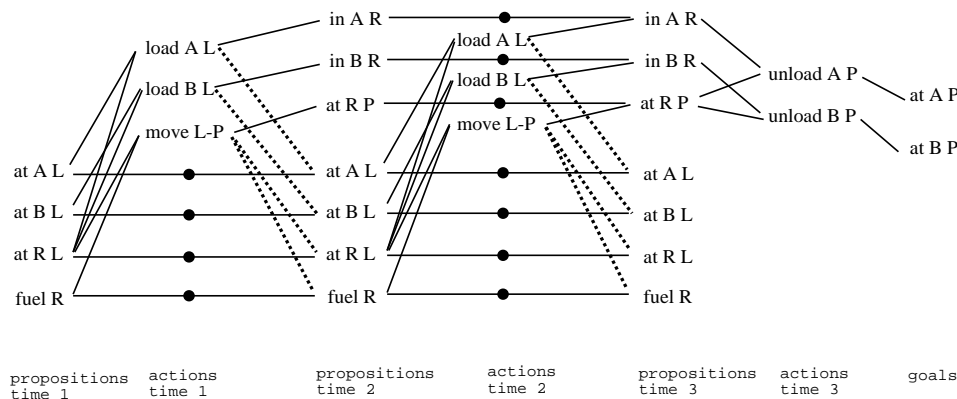 in A R
in A R
load A L
load A L
in B R
in B R
unload A P
load B L
load B L
at R P
at R P
at A P
unload B P
move L-P
move L-P
at B P
at A L
at A L
at A L
at B L
at B L
at B L
at R L
at R L
at R L
fuel R
fuel R
fuel R
propositions
time 1
actions
time 1
propositions
time 2
actions
time 2
propositions
time 3
actions
time 3
goals